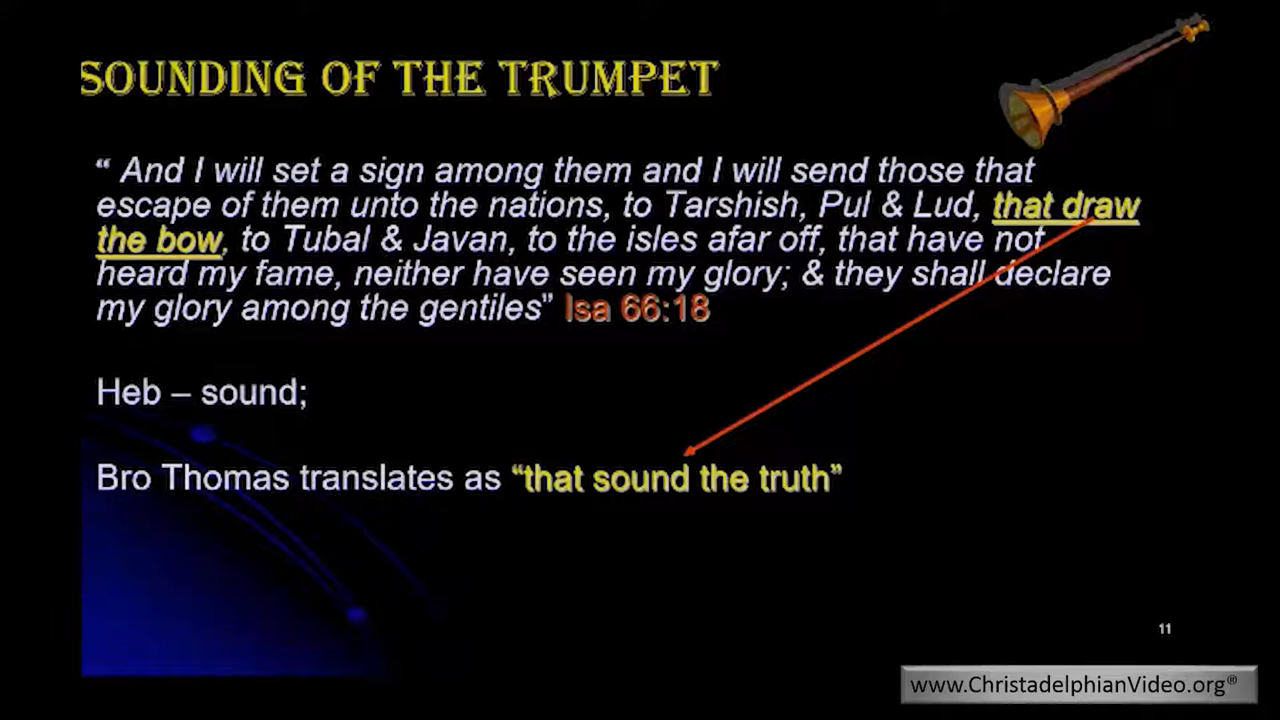 SOUNDING OF THE TRUMPET
“ And I will set a sign among them and I will send those that
escape of them unto the nations, to Tarshish, Pul & Lud, that draw
the bow, to Tubal & Javan, to the isles afar off, that have not
heard my fame, neither have seen my glory; & they shall declare
my glory among the gentiles” Isa 66:18
Heb – sound;
Bro Thomas translates as “that sound the truth”
11
www.ChristadelphianVideo.org®